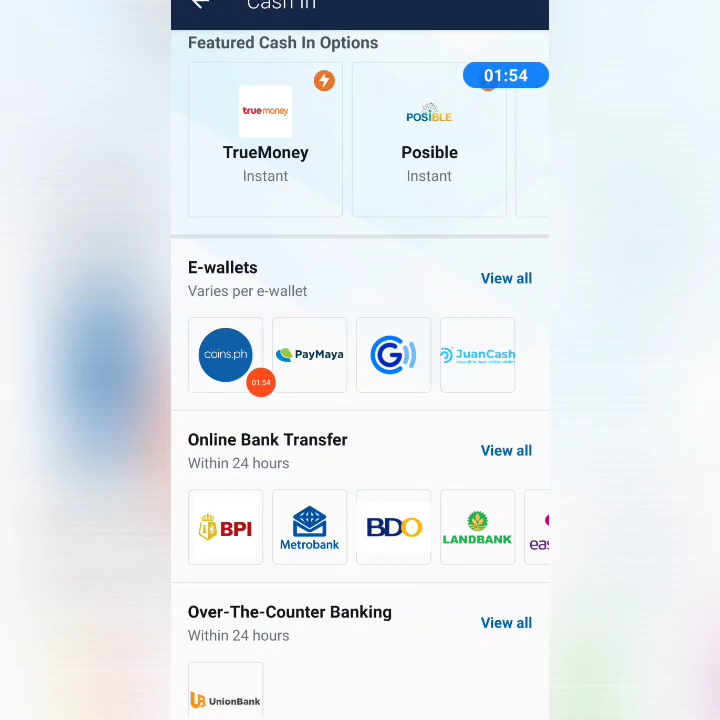 Cash In
Featured Cash In Options
01:54
truemoney
POSiBLE
TrueMoney
Posible
Instant
Instant
E-wallets
View all
Varies per e-wallet
coins.ph
PayMaya
G
JuanCash
01:54
Online Bank Transfer
View all
Within 24 hours
BPI
Metrobank
BDO
LANDBANK
eas
Over-The-Counter Banking
View all
Within 24 hours
UB UnionBank